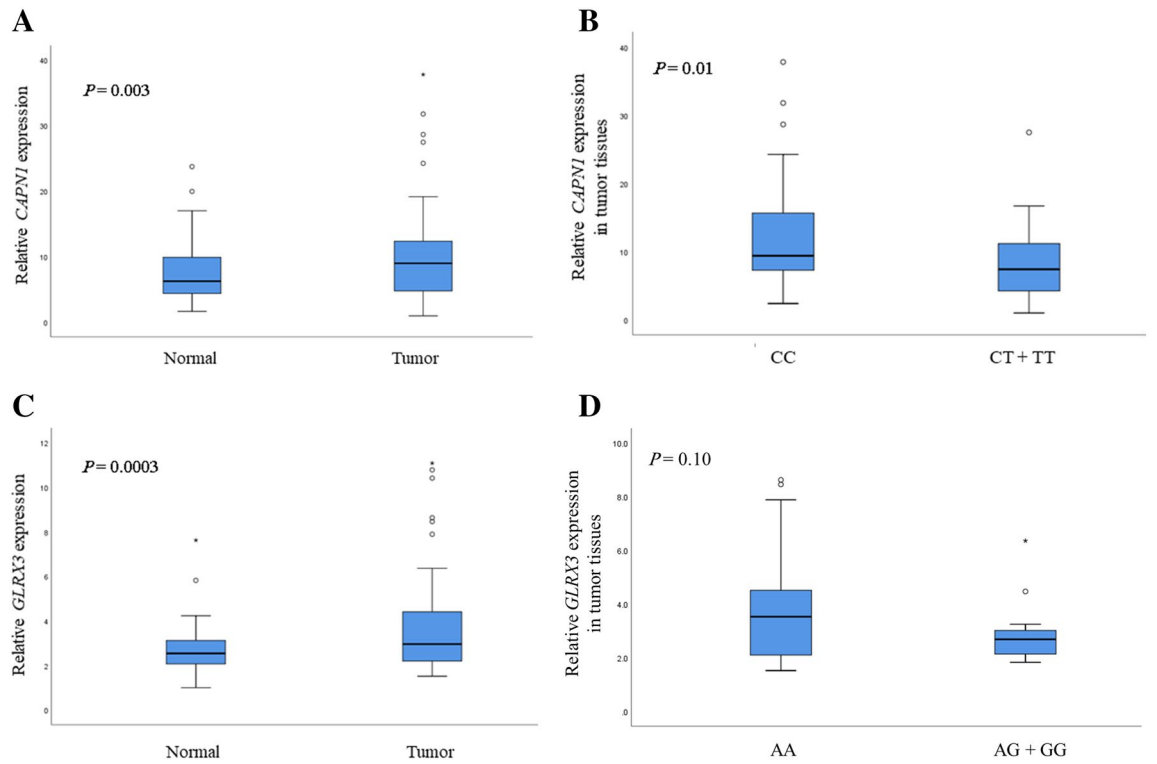 A
Relative CAPN1 expression
P = 0.003
40
30
20
10
0
Normal
Tumor
B
Relative CAPN1 expression
in tumor tissues
P = 0.01
40
30
20
10
0
CC
CT + TT
C
Relative GLRX3 expression
P = 0.0003
12
10
8
6
4
2
0
Normal
Tumor
D
Relative GLRX3 expression
in tumor tissues
P = 0.10
10.0
8.0
6.0
4.0
2.0
.0
AA
AG + GG